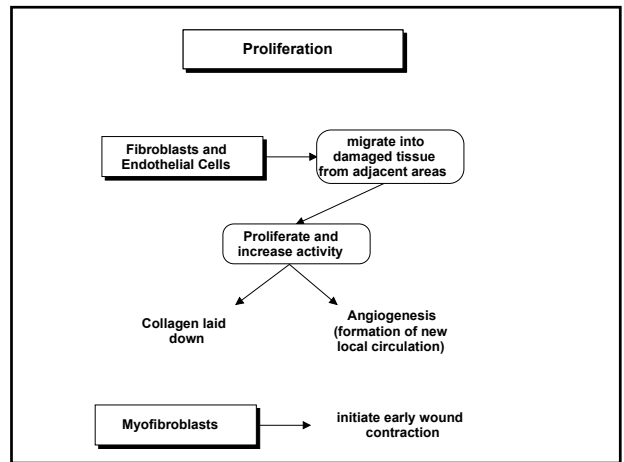 Proliferation
Fibroblasts and
Endothelial Cells
migrate into
damaged tissue
from adjacent areas
Proliferate and
increase activity
Collagen laid
down
Angiogenesis
(formation of new
local circulation)
Myofibroblasts
initiate early wound
contraction